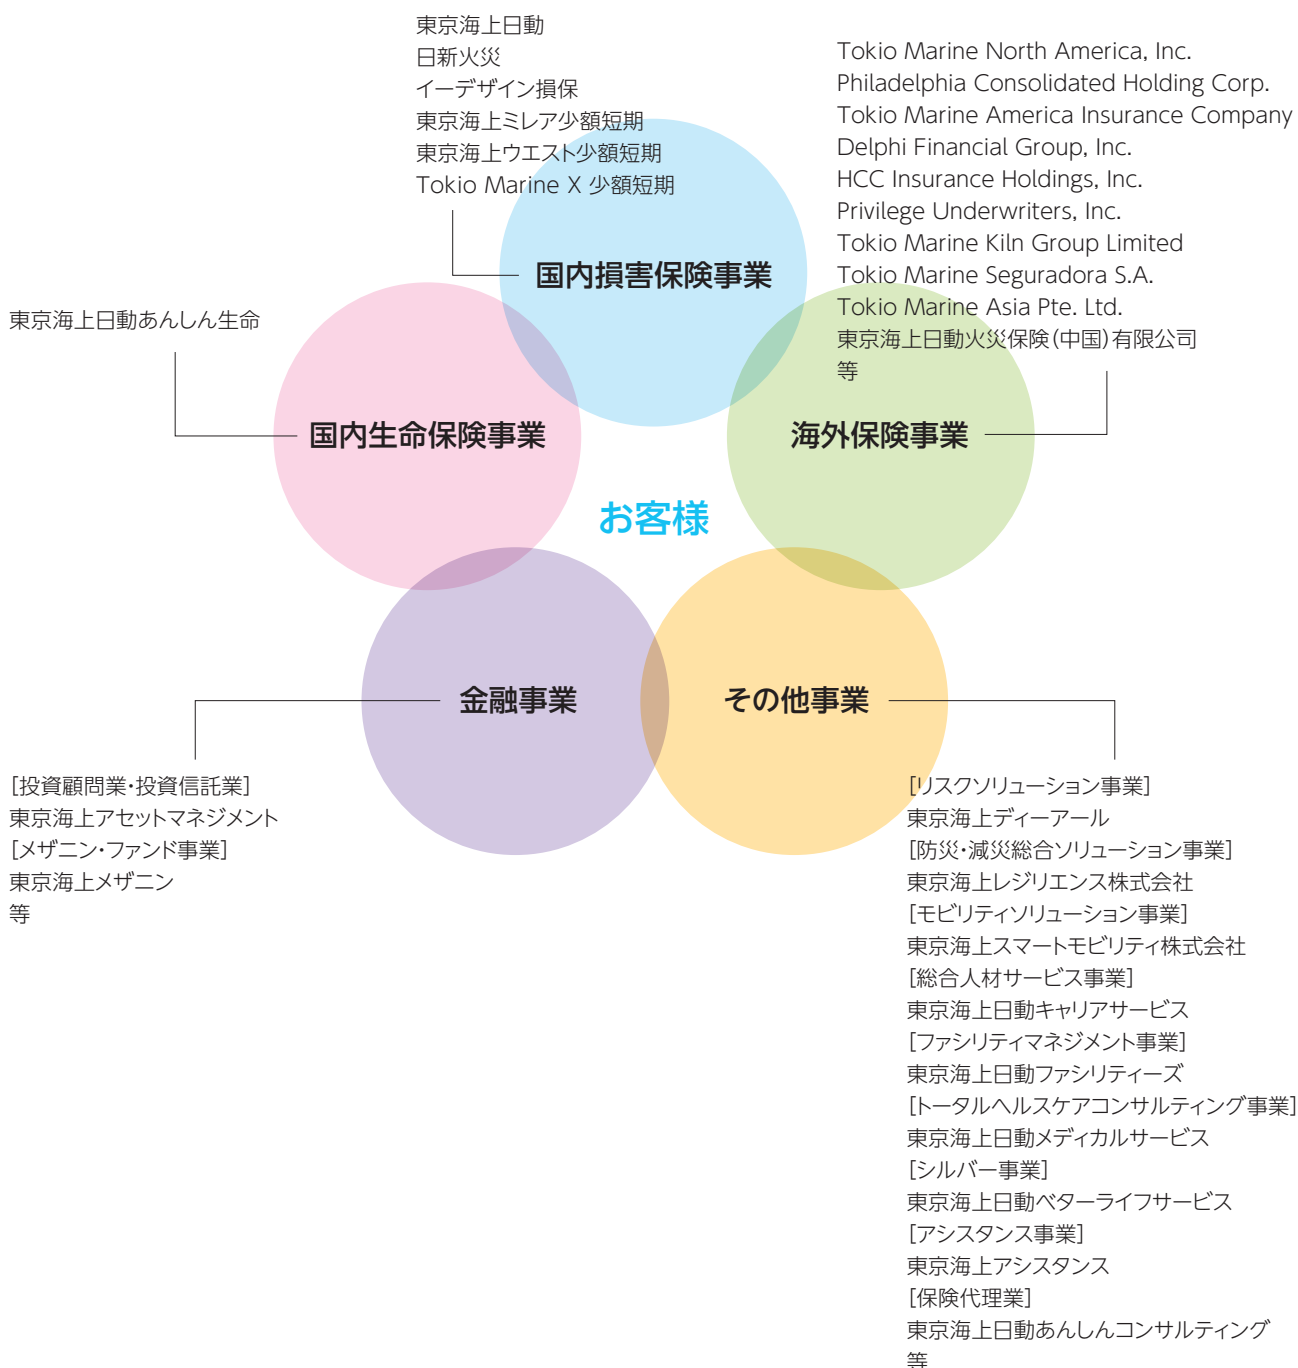 東京海上日動
日新火災
イーデザイン損保
東京海上ミレア少額短期
東京海上ウエスト少額短期
Tokio Marine X 少額短期
国内損害保険事業
Tokio Marine North America, Inc.
Philadelphia Consolidated Holding Corp.
Tokio Marine America Insurance Company
Delphi Financial Group, Inc.
HCC Insurance Holdings, Inc.
Privilege Underwriters, Inc.
Tokio Marine Kiln Group Limited
Tokio Marine Seguradora S.A.
Tokio Marine Asia Pte. Ltd.
東京海上日動火災保険(中国)有限公司
等
海外保険事業
東京海上日動あんしん生命
国内生命保険事業
お客様
金融事業
[投資顧問業・投資信託業]
東京海上アセットマネジメント
[メザニン・ファンド事業]
東京海上メザニン
等
その他事業
[リスクソリューション事業]
東京海上ディーアール
[防災・減災総合ソリューション事業]
東京海上レジリエンス株式会社
[モビリティソリューション事業]
東京海上スマートモビリティ株式会社
[総合人材サービス事業]
東京海上日動キャリアサービス
[ファシリティマネジメント事業]
東京海上日動ファシリティーズ
[トータルヘルスケアコンサルティング事業]
東京海上日動メディカルサービス
[シルバー事業]
東京海上日動ベターライフサービス
[アシスタンス事業]
東京海上アシスタンス
[保険代理業]
東京海上日動あんしんコンサルティング
等